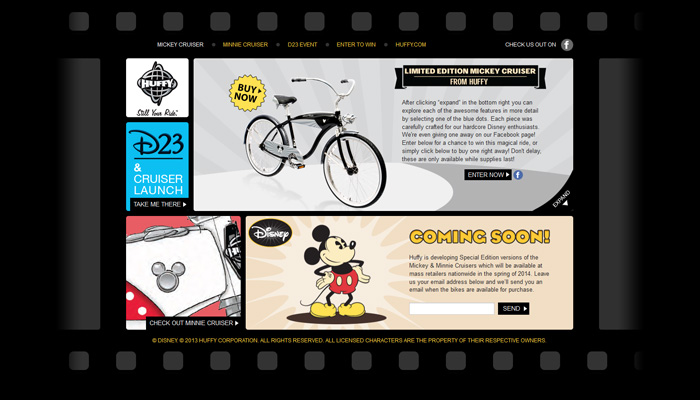 MICKEY CRUISER
MINNIE CRUISER
D23 EVENT
ENTER TO WIN
HUFFY.COM
CHECK US OUT ON f
HUFFY
Still Your Ride.
BUY
NOW
LIMITED EDITION MICKEY CRUISER
FROM HUFFY
After clicking "expand" in the bottom right you can
explore each of the awesome features in more detail
by selecting one of the blue dots. Each piece was
carefully crafted for our hardcore Disney enthusiasts.
We're even giving one away on our Facebook page!
Enter below for a chance to win this magical ride, or
simply click below to buy one right away! Don't delay,
these are only available while supplies last!
ENTER NOW f
EXPAND
D23
&
CRUISER
LAUNCH
TAKE ME THERE
CHECK OUT MINNIE CRUISER
Disney
COMING SOON!
Huffy is developing Special Edition versions of the
Mickey & Minnie Cruisers which will be available at
mass retailers nationwide in the spring of 2014. Leave
us your email address below and we'll send you an
email when the bikes are available for purchase.
SEND
© DISNEY © 2013 HUFFY CORPORATION. ALL RIGHTS RESERVED. ALL LICENSED CHARACTERS ARE THE PROPERTY OF THEIR RESPECTIVE OWNERS.